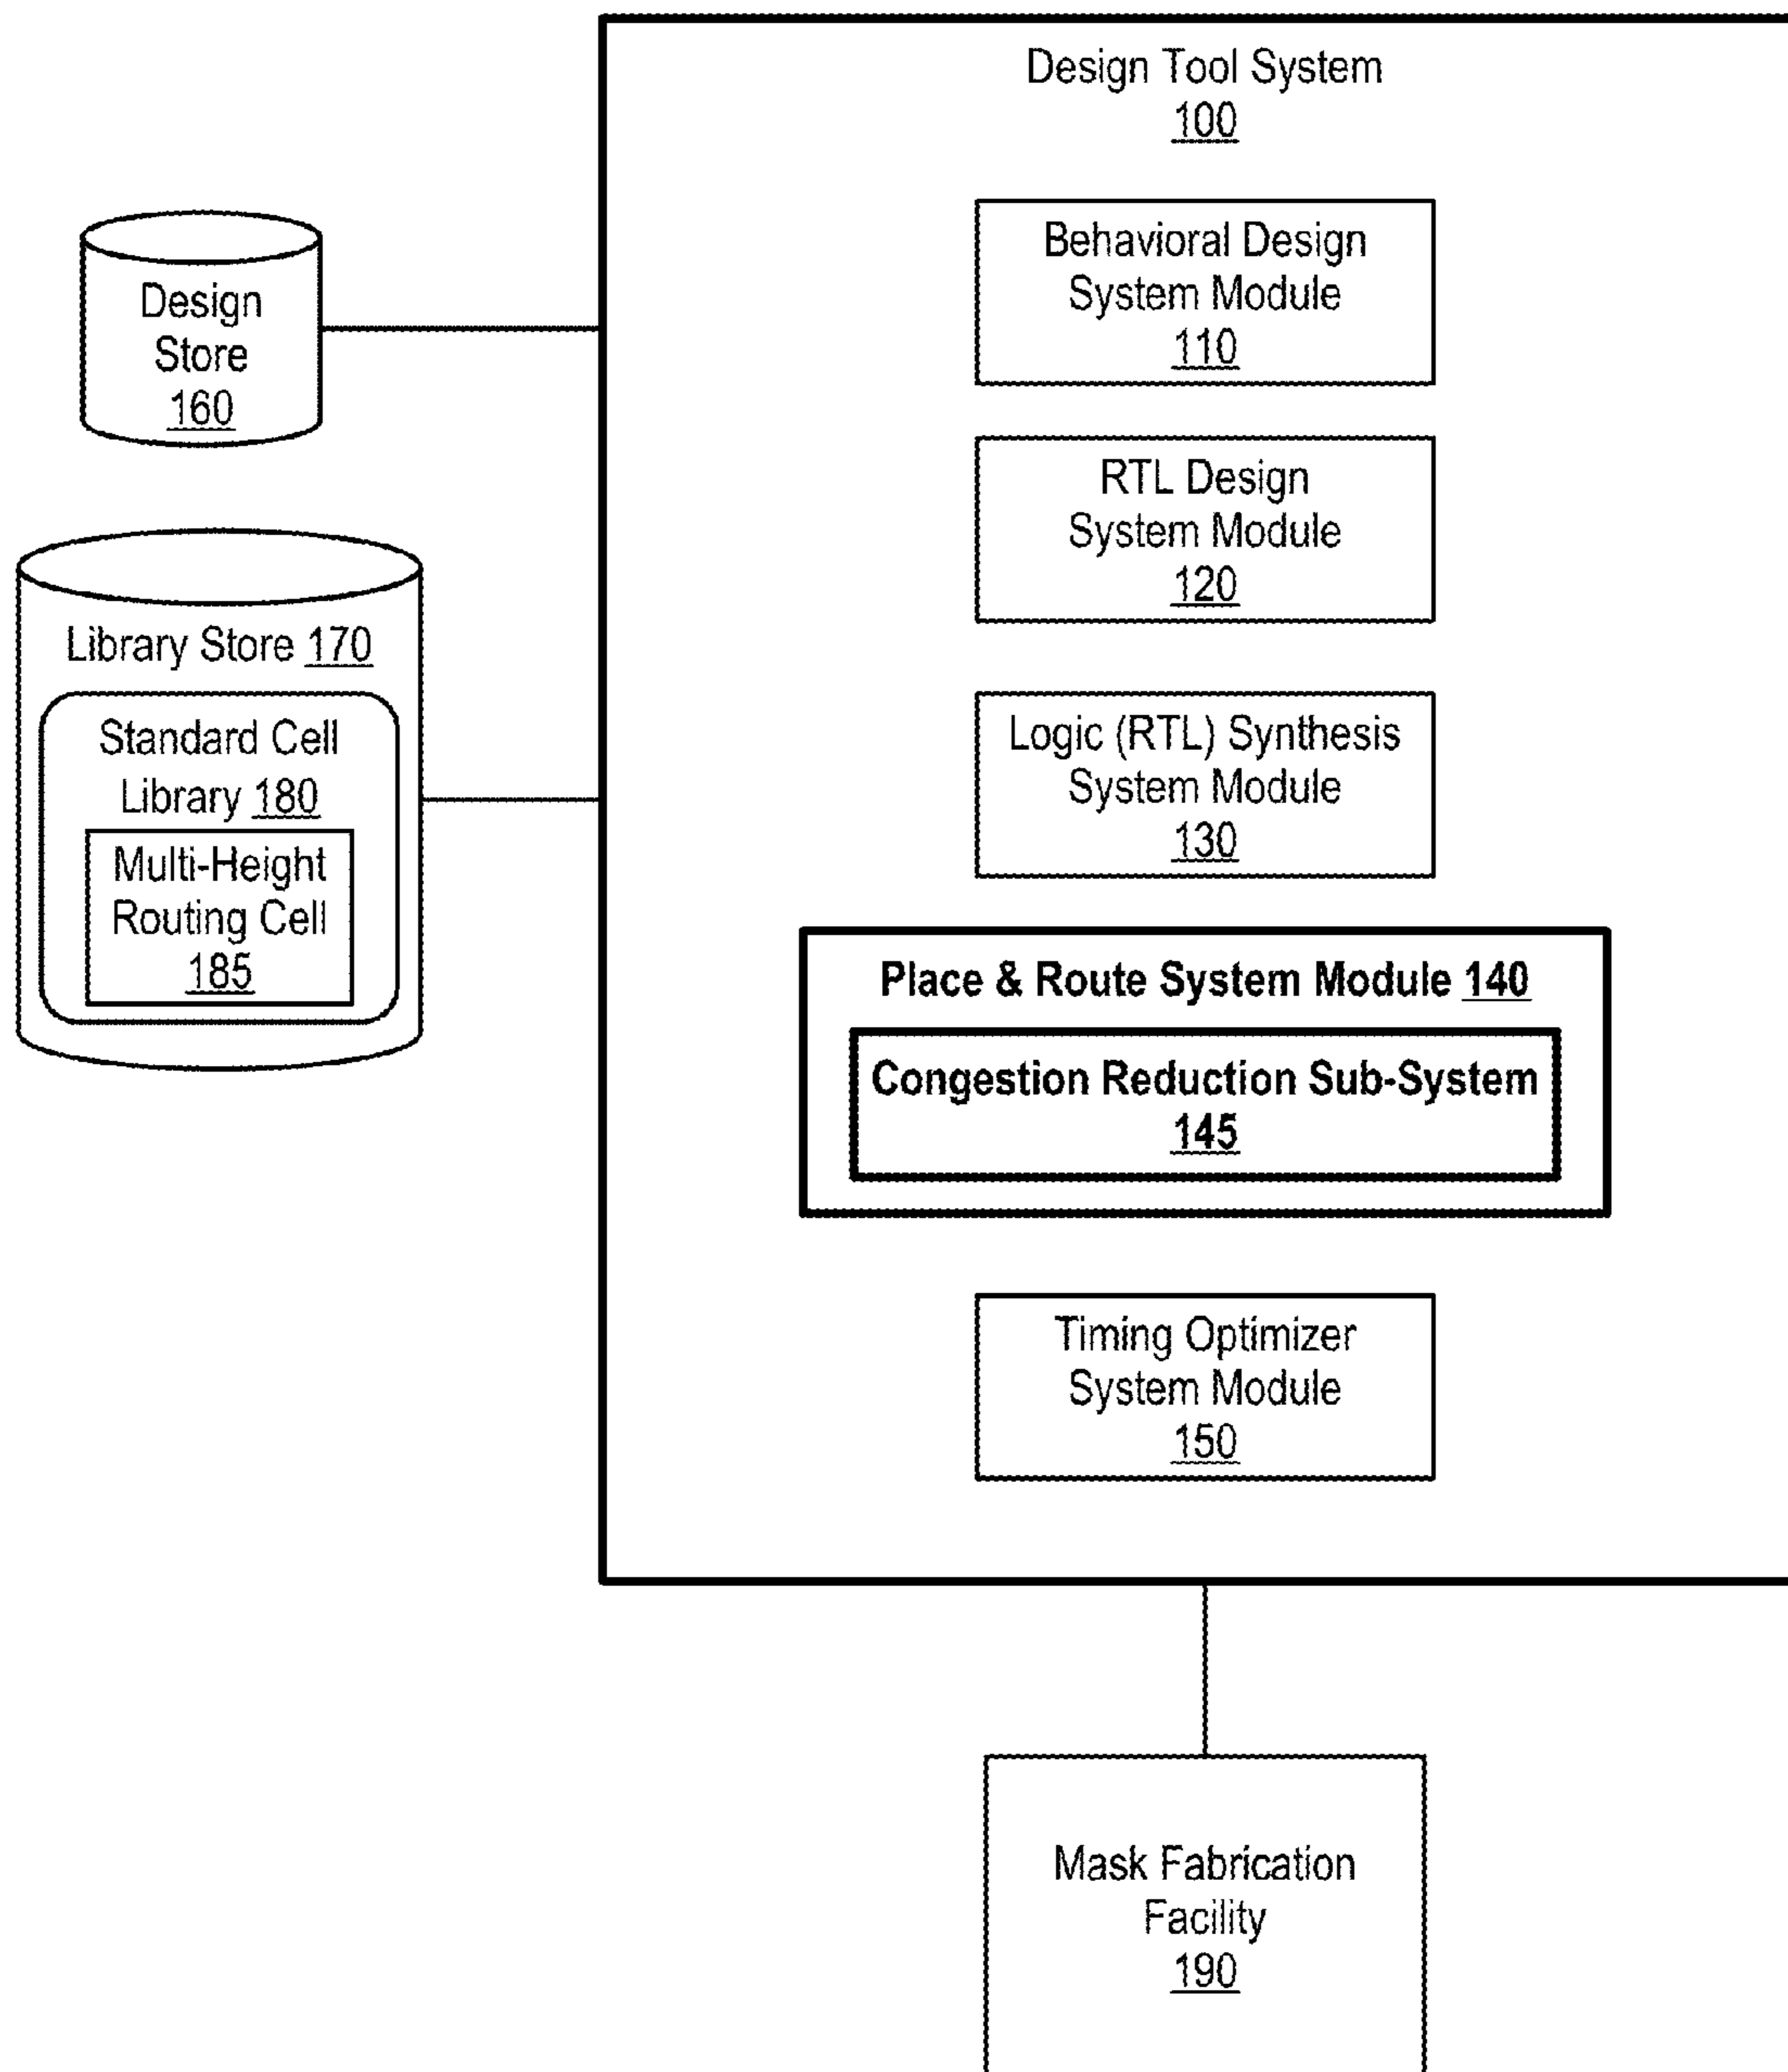 Design Tool System
100
Behavioral Design
System Module
110
Design
Store
160
RTL Design
System Module
120
Library Store 170
Standard Cell
Library 180
Multi-Height
Routing Cell
185
Logic (RTL) Synthesis
System Module
130
Place & Route System Module 140
Congestion Reduction Sub-System
145
Timing Optimizer
System Module
150
Mask Fabrication
Facility
190